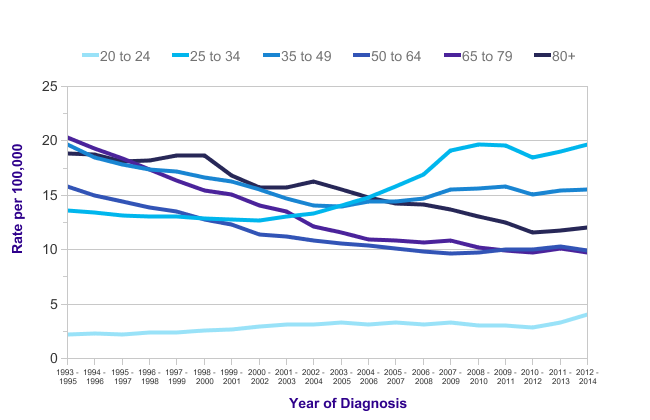 20 to 24 25 to 34 35 to 49 50 to 64 65 to 79 80+
25
20
15
10
5
0
Rate per 100,000
1993 - 1994 - 1995 - 1996 - 1997 - 1998 - 1999 - 2000 - 2001 - 2002 - 2003 - 2004 - 2005 - 2006 - 2007 - 2008 - 2009 - 2010 - 2011 - 2012 -
1995 1996 1997 1998 1999 2000 2001 2002 2003 2004 2005 2006 2007 2008 2009 2010 2011 2012 2013 2014
Year of Diagnosis